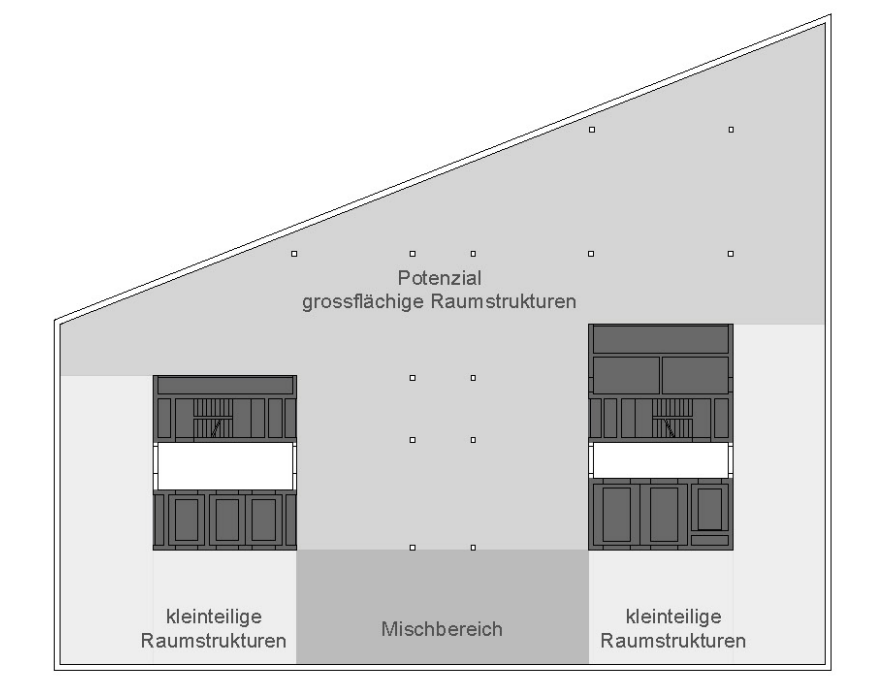 Potenzial
grossflächige Raumstrukturen
kleinteilige
Raumstrukturen
Mischbereich
kleinteilige
Raumstrukturen